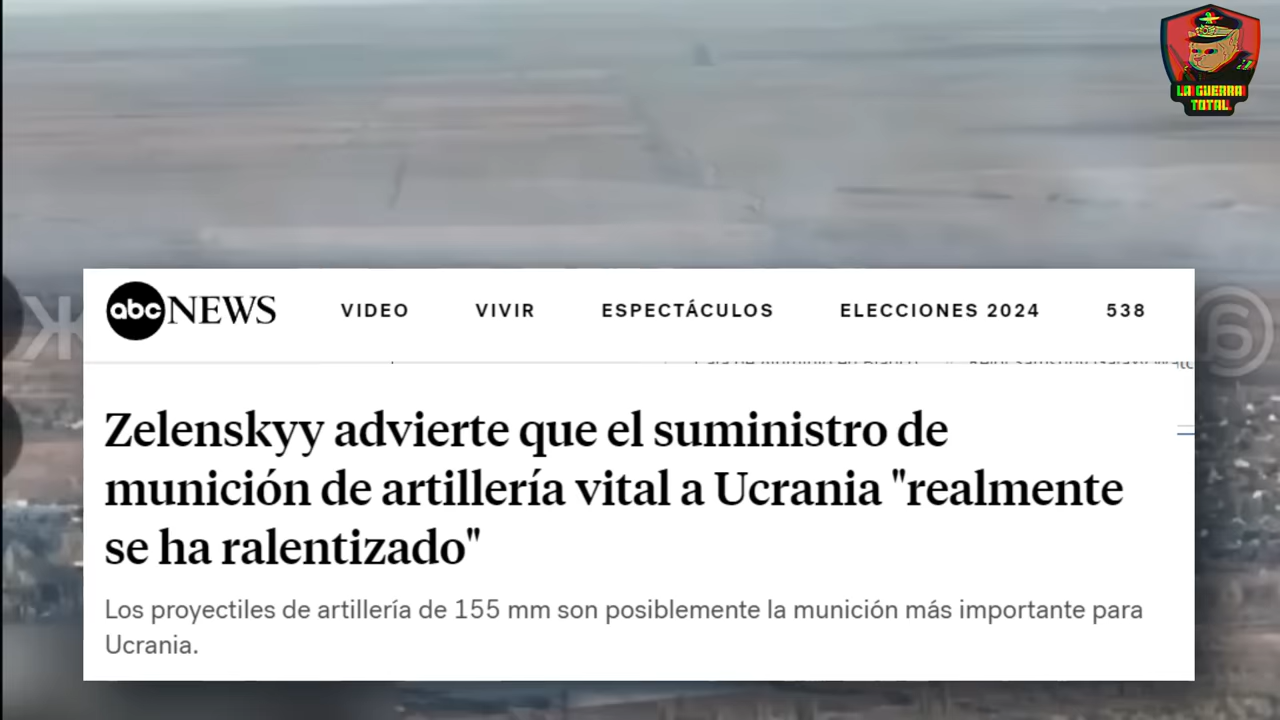 LA GUERRA
TOTAL
abc NEWS
VIDEO
VIVIR
ESPECTÁCULOS
ELECCIONES 2024
538
Zelenskyy advierte que el suministro de
munición de artillería vital a Ucrania "realmente
se ha ralentizado"
Los proyectiles de artillería de 155 mm son posiblemente la munición más importante para
Ucrania.